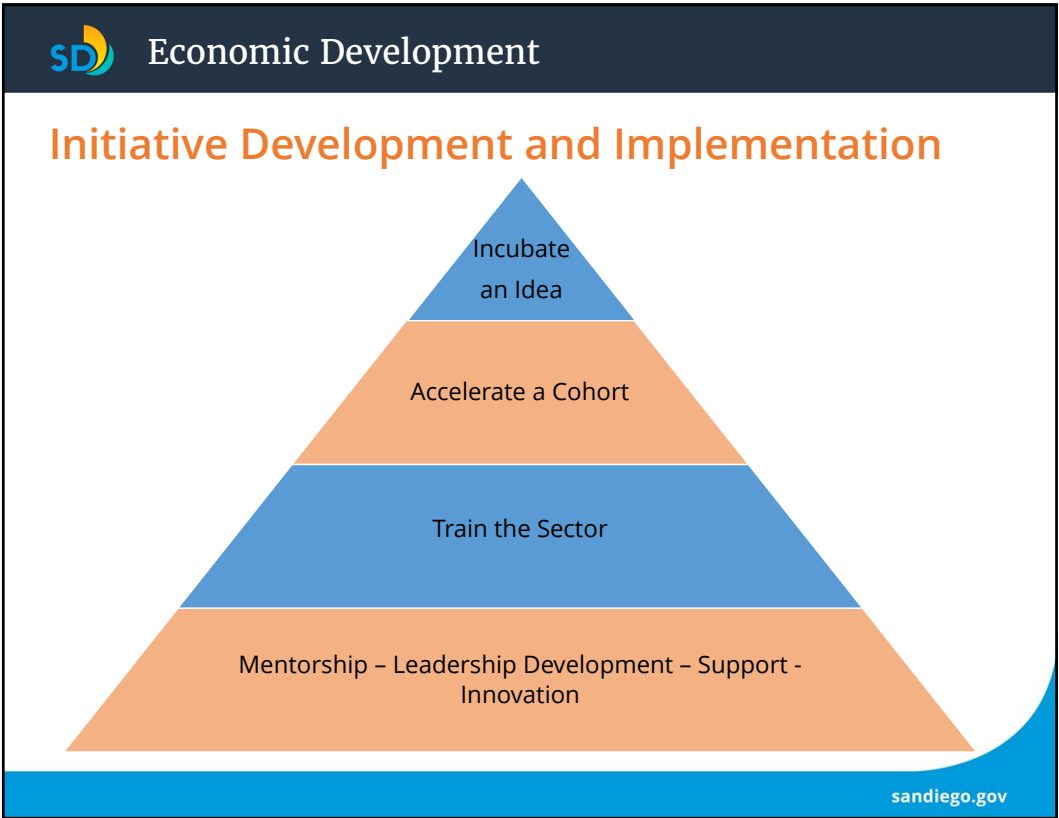 SD
Economic Development
Initiative Development and Implementation
Incubate
an Idea
Accelerate a Cohort
Train the Sector
Mentorship – Leadership Development – Support -
Innovation
sandiego.gov